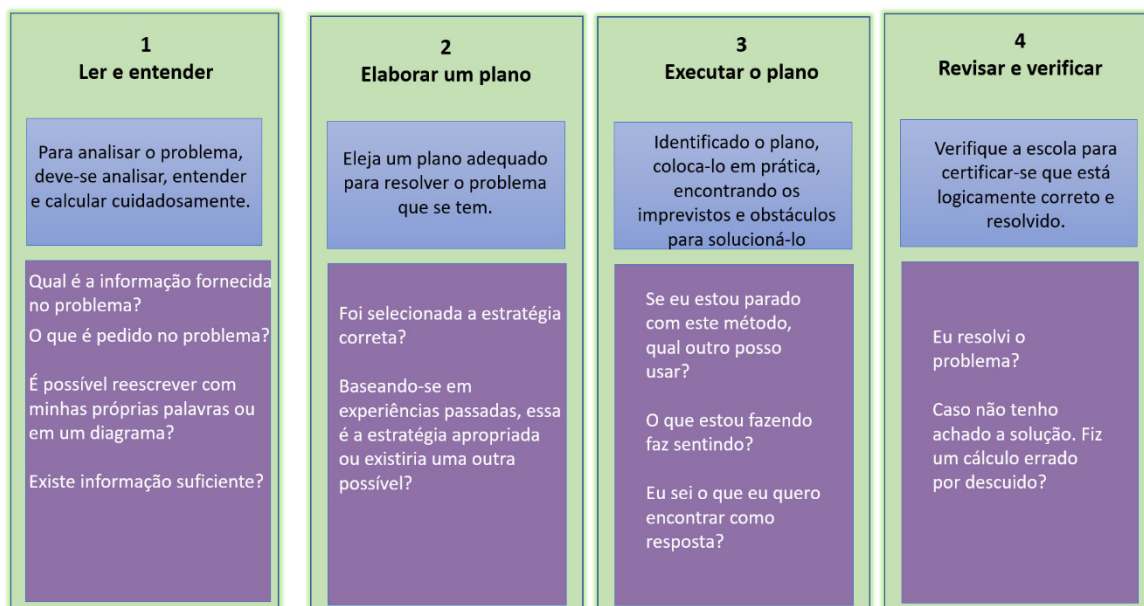 1
Ler e entender
Para analisar o problema,
deve-se analisar, entender
e calcular cuidadosamente.
Qual é a informação fornecida
no problema?
O que é pedido no problema?
É possível reescrever com
minhas próprias palavras ou
em um diagrama?
Existe informação suficiente?
2
Elaborar um plano
Eleja um plano adequado
para resolver o problema
que se tem.
Foi selecionada a estratégia
correta?
Baseando-se em
experiências passadas, essa
é a estratégia apropriada
ou existiria uma outra
possível?
3
Executar o plano
Identificado o plano,
coloca-lo em prática,
encontrando os
imprevistos e obstáculos
para solucioná-lo
Se eu estou parado
com este método,
qual outro posso
usar?
O que estou fazendo
faz sentindo?
Eu sei o que eu quero
encontrar como
resposta?
4
Revisar e verificar
Verifique a escola para
certificar-se que está
logicamente correto e
resolvido.
Eu resolvi o
problema?
Caso não tenho
achado a solução. Fiz
um cálculo errado
por descuido?